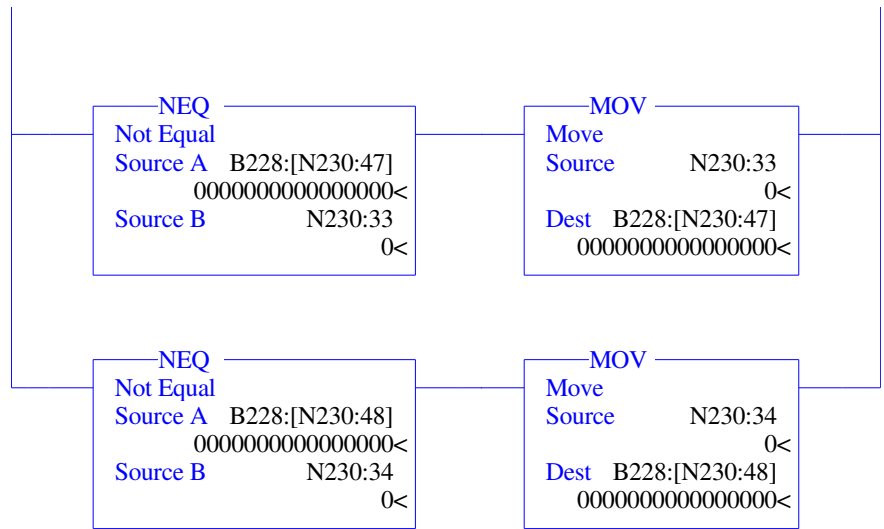 NEQ
Not Equal
Source A B228:[N230:47]
0000000000000000<
Source B N230:33
0<
MOV
Move
Source N230:33
0<
Dest B228:[N230:47]
0000000000000000<
NEQ
Not Equal
Source A B228:[N230:48]
0000000000000000<
Source B N230:34
0<
MOV
Move
Source N230:34
0<
Dest B228:[N230:48]
0000000000000000<